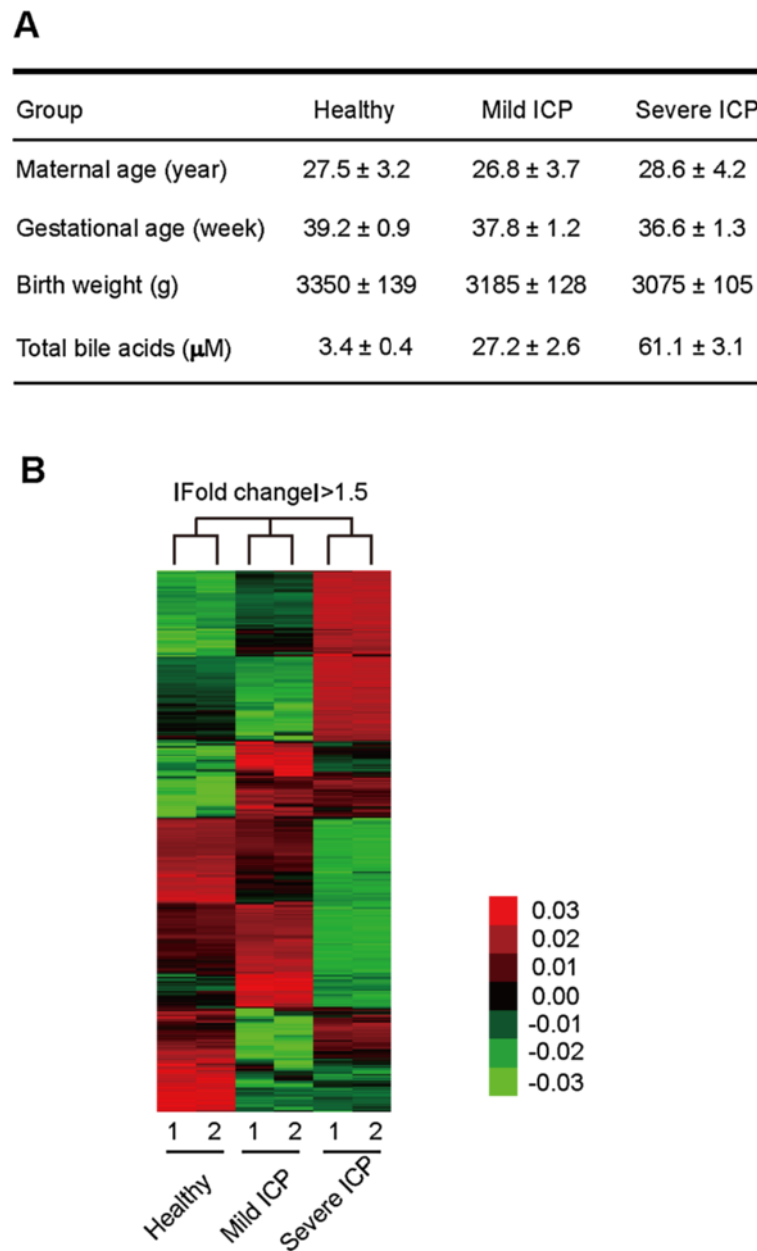 A
Group Healthy Mild ICP Severe ICP
Maternal age (year) 27.5 ± 3.2 26.8 ± 3.7 28.6 ± 4.2
Gestational age (week) 39.2 ± 0.9 37.8 ± 1.2 36.6 ± 1.3
Birth weight (g) 3350 ± 139 3185 ± 128 3075 ± 105
Total bile acids (μM) 3.4 ± 0.4 27.2 ± 2.6 61.1 ± 3.1
B
|Fold change|>1.5
0.03
0.02
0.01
0.00
-0.01
-0.02
-0.03
1 2 1 2 1 2
Healthy Mild ICP Severe ICP